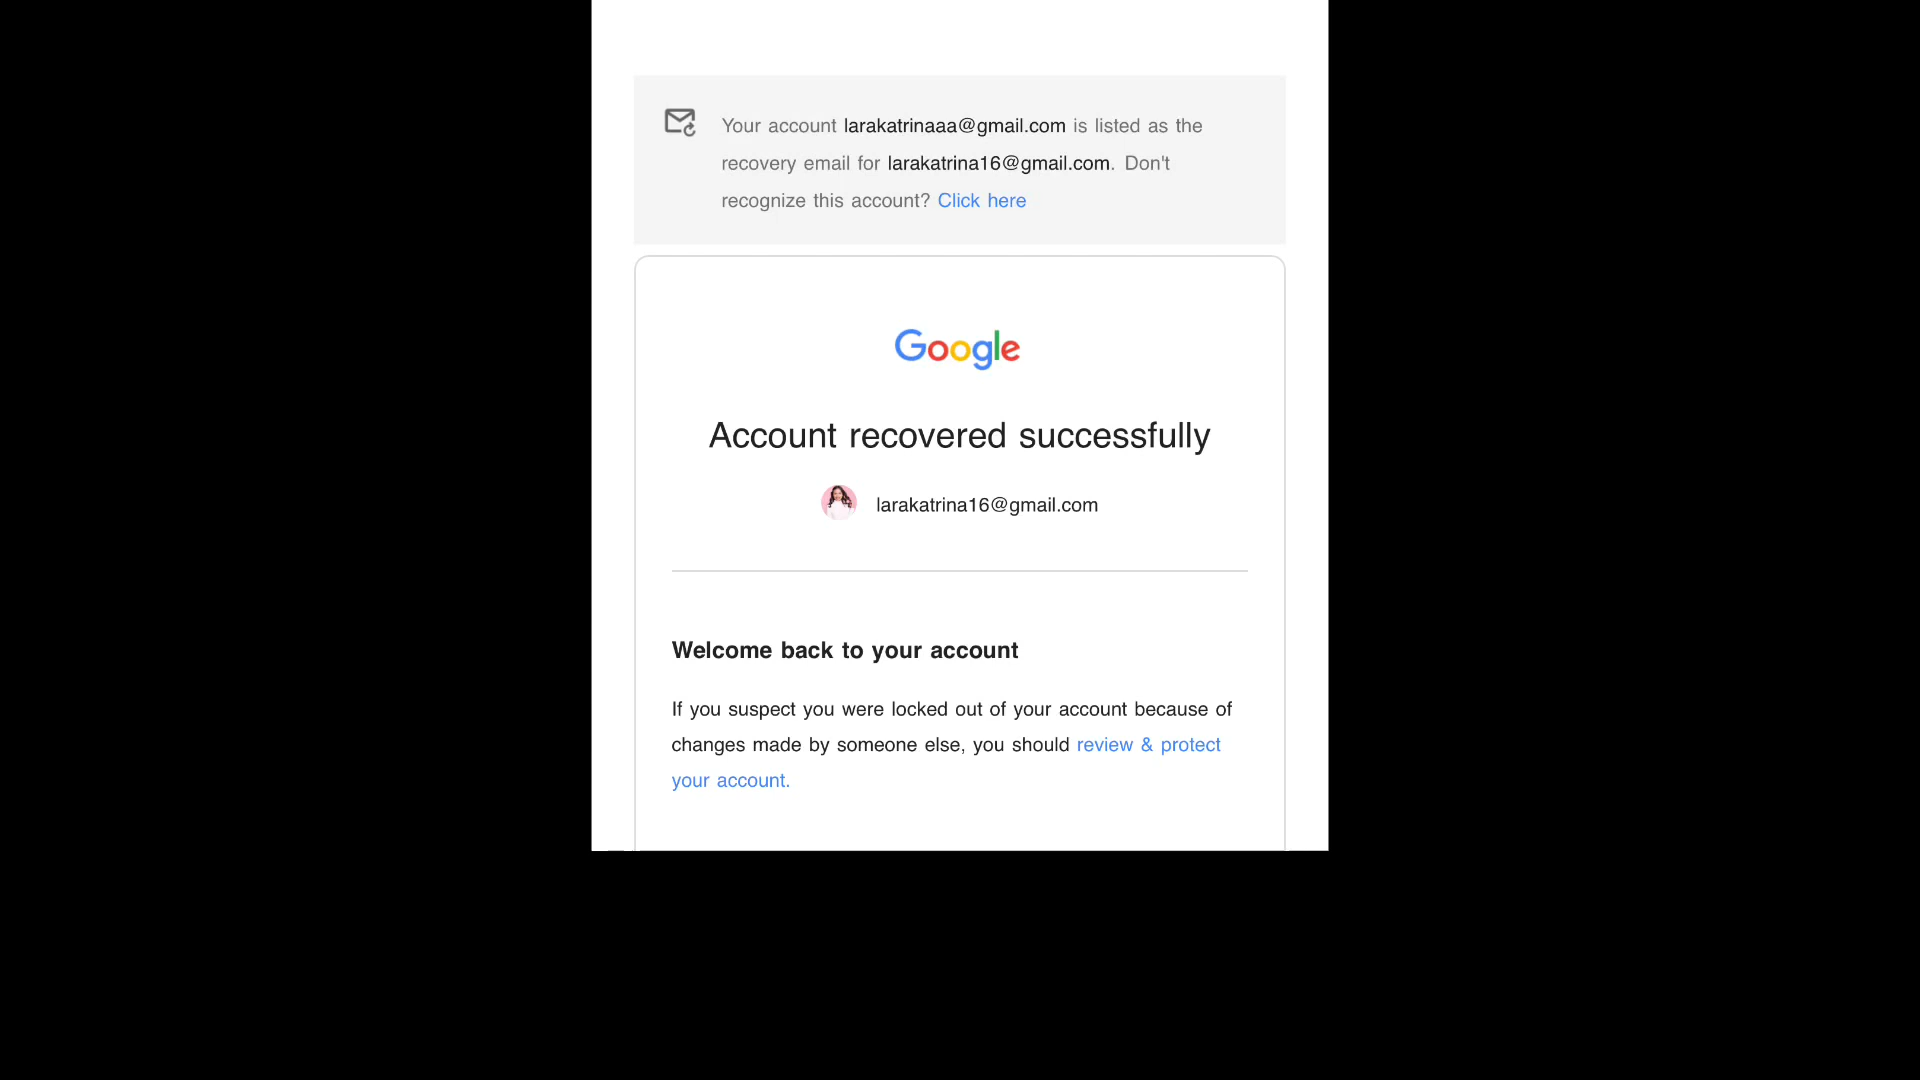 Your account larakatrinaaa@gmail.com is listed as the
recovery email for larakatrina16@gmail.com. Don't
recognize this account? Click here
Google
Account recovered successfully
larakatrina16@gmail.com
Welcome back to your account
If you suspect you were locked out of your account because of
changes made by someone else, you should review & protect
your account.